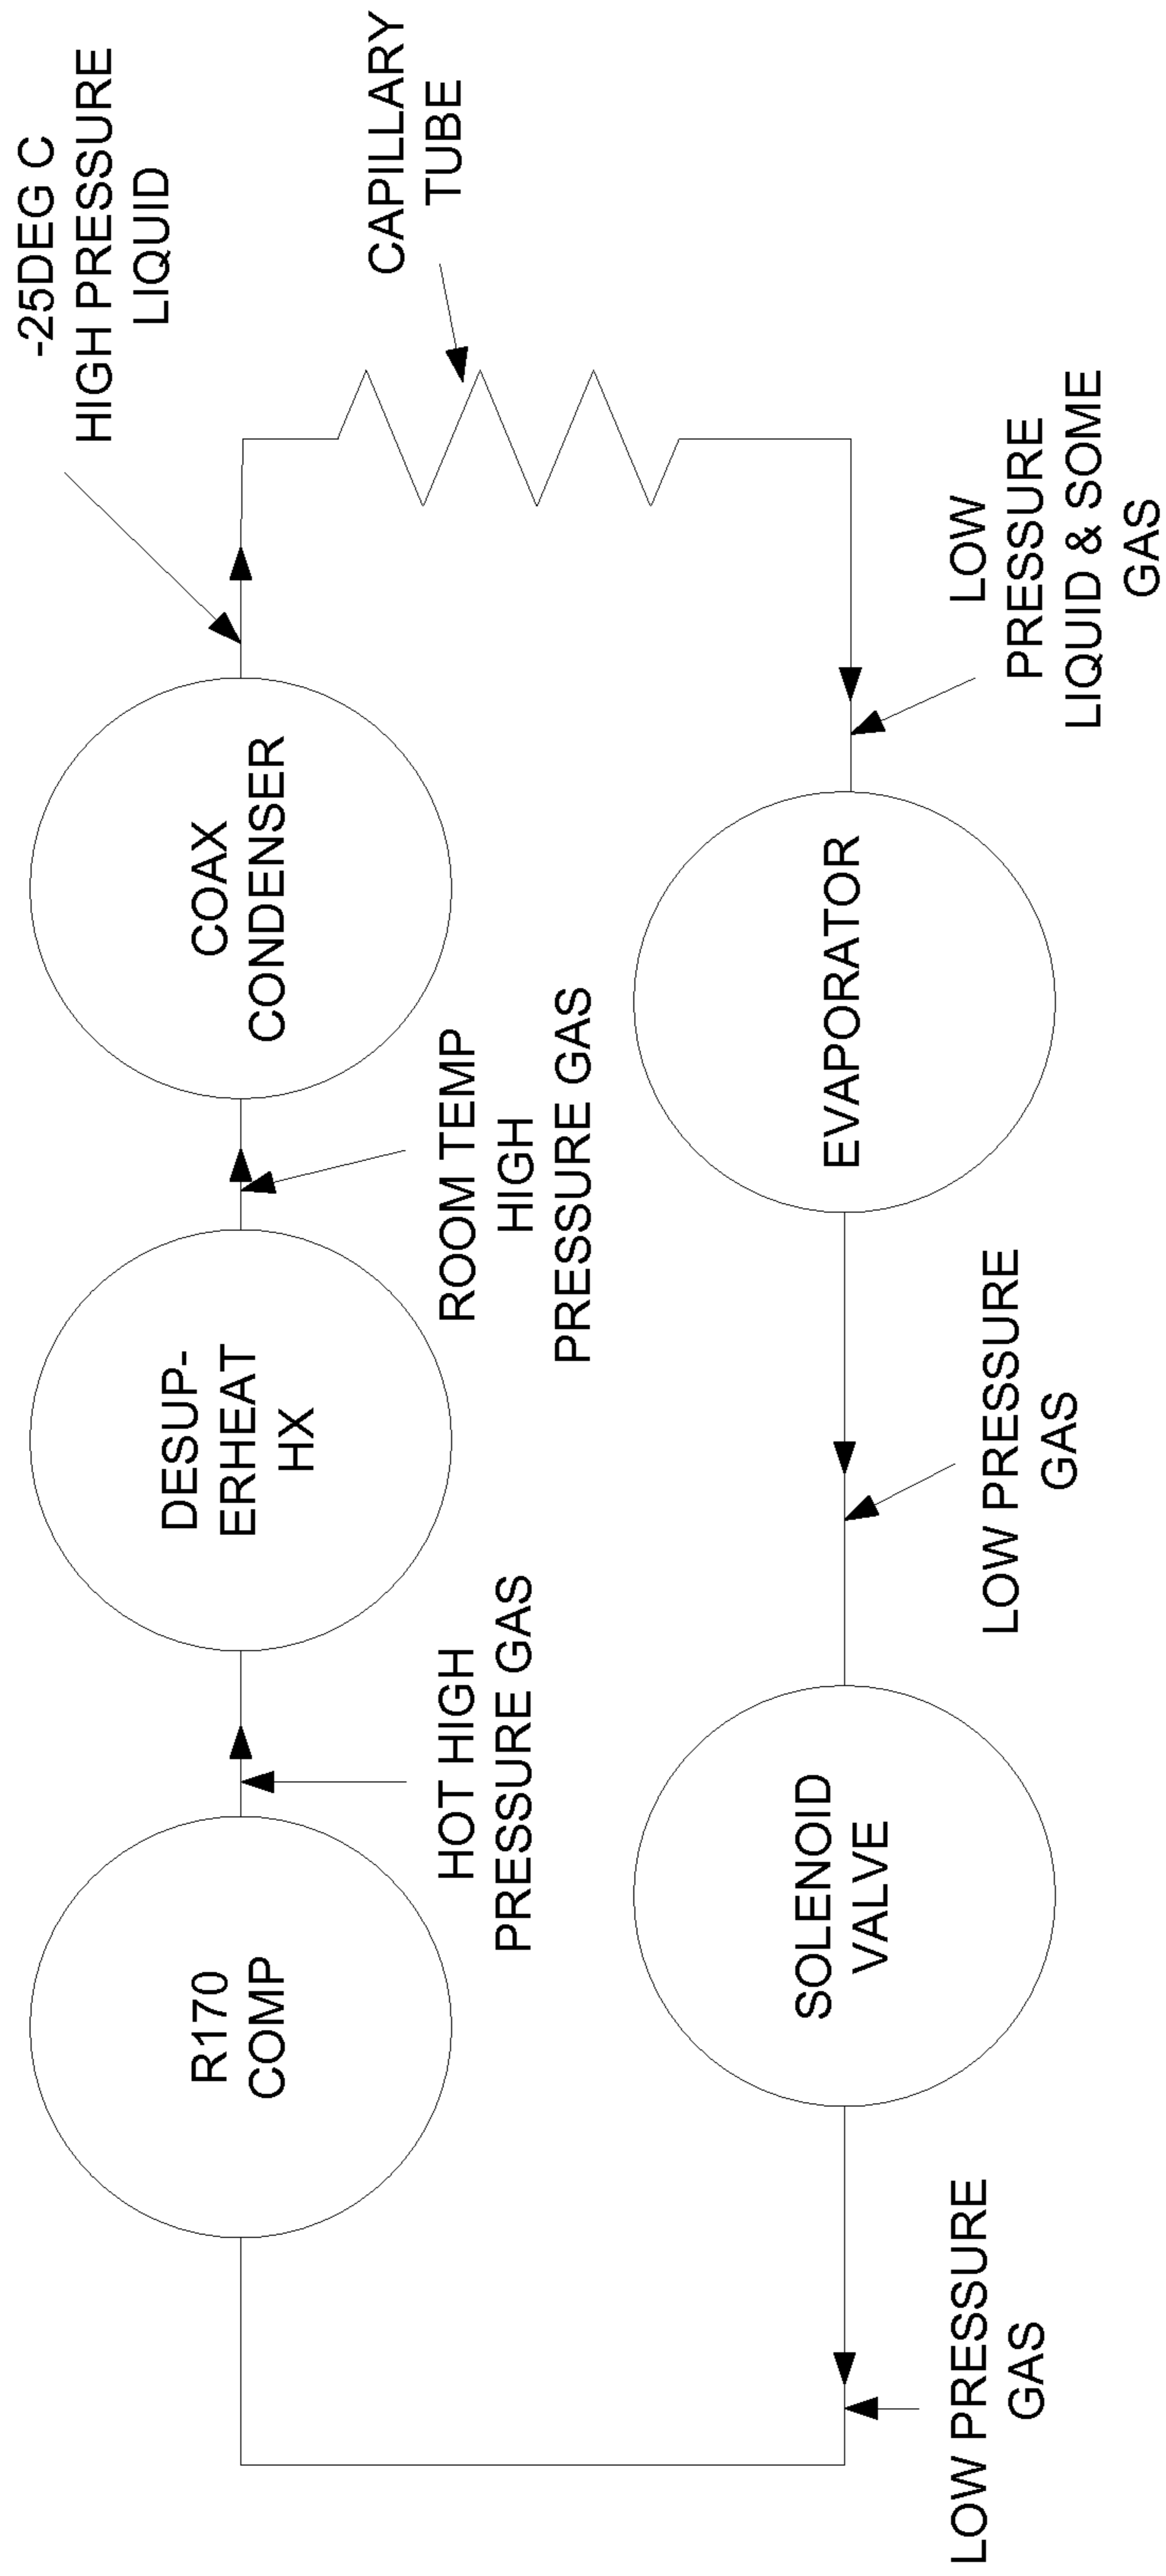 -25DEG C
HIGH PRESSURE
LIQUID
R170
COMP
DESUP-
ERHEAT
HX
COAX
CONDENSER
CAPILLARY
TUBE
HOT HIGH
PRESSURE GAS
ROOM TEMP
HIGH
PRESSURE GAS
SOLENOID
VALVE
EVAPORATOR
LOW PRESSURE
GAS
LOW PRESSURE
GAS
LOW
PRESSURE
LIQUID & SOME
GAS